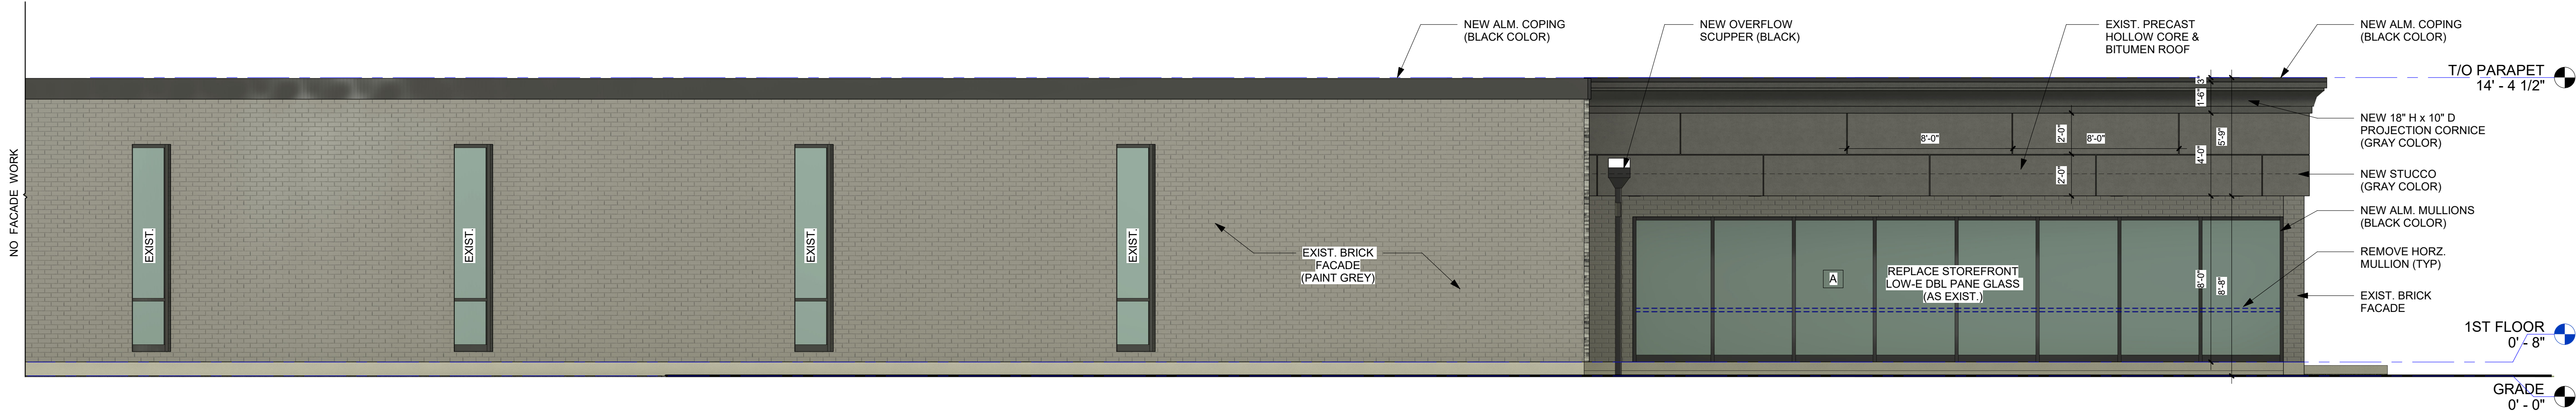 NO FACADE WORK
EXIST.
EXIST.
EXIST.
EXIST.
NEW ALM. COPING
(BLACK COLOR)
EXIST. BRICK
FACADE
(PAINT GREY)
NEW OVERFLOW
SCUPPER (BLACK)
EXIST. PRECAST
HOLLOW CORE &
BITUMEN ROOF
8'-0"
2'-0"
8'-0"
2'-0"
3"
1'-6"
4'-0"
5'-9"
8'-0"
8'-8"
A
REPLACE STOREFRONT
LOW-E DBL PANE GLASS
(AS EXIST.)
NEW ALM. COPING
(BLACK COLOR)
T/O PARAPET
14' - 4 1/2"
NEW 18" H x 10" D
PROJECTION CORNICE
(GRAY COLOR)
NEW STUCCO
(GRAY COLOR)
NEW ALM. MULLIONS
(BLACK COLOR)
REMOVE HORZ.
MULLION (TYP)
EXIST. BRICK
FACADE
1ST FLOOR
0' - 8"
GRADE
0' - 0"